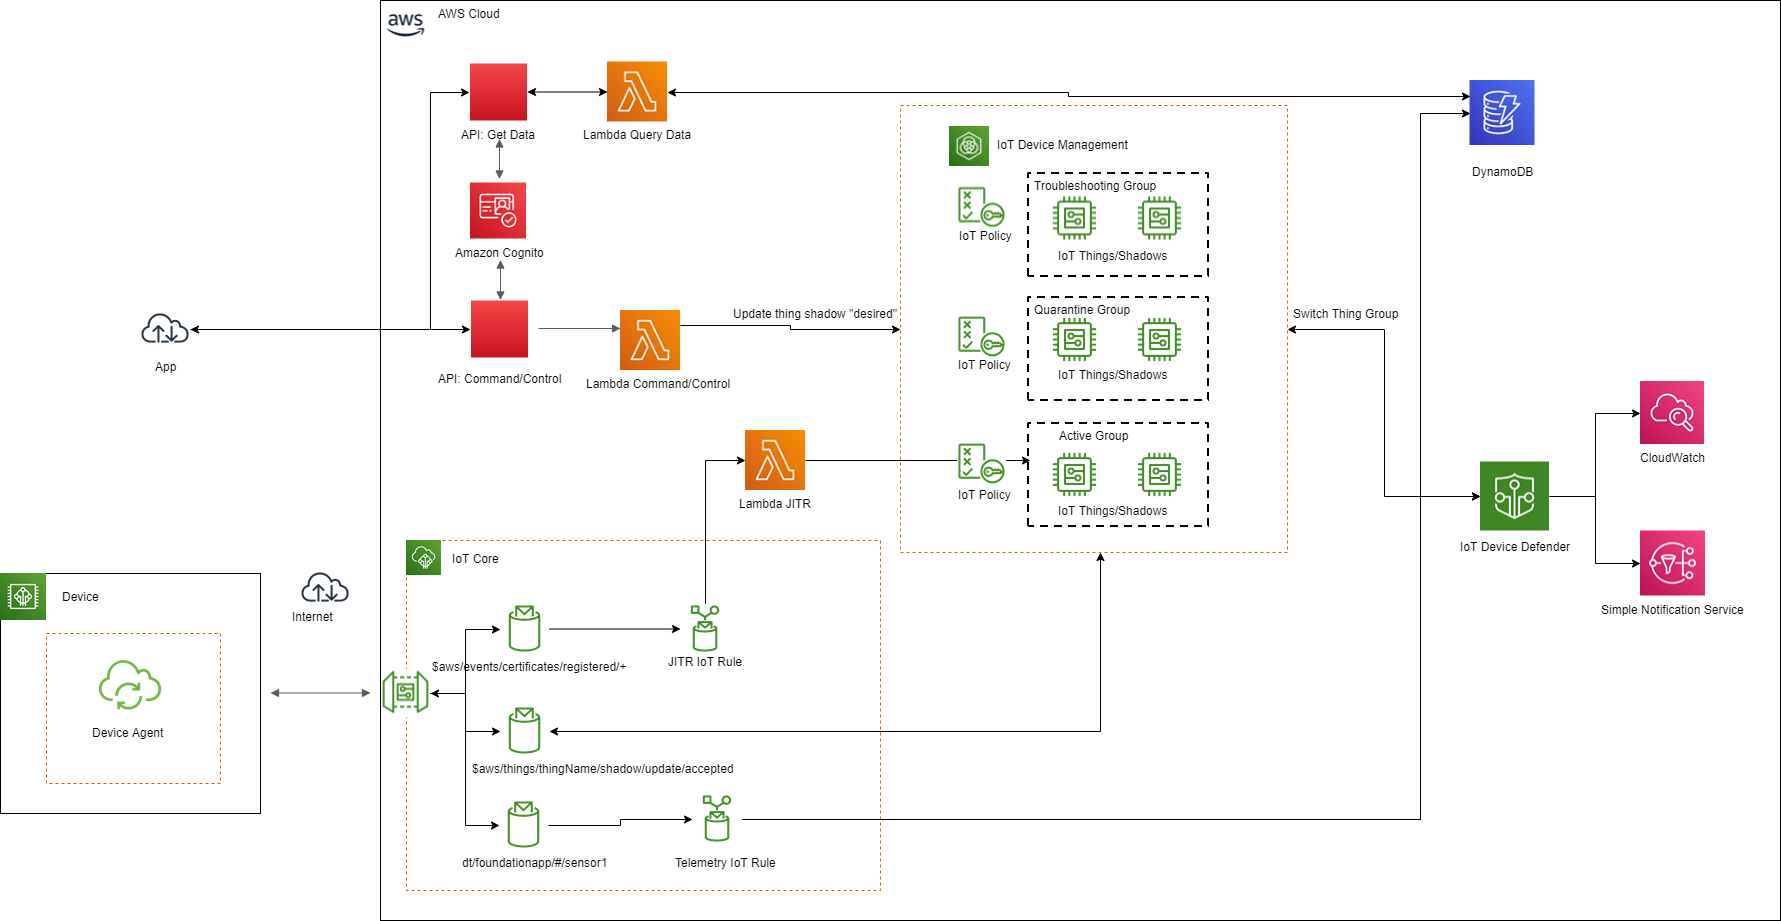 aws
AWS Cloud
API: Get Data
Lambda Query Data
Amazon Cognito
App
API: Command/Control
Lambda Command/Control
Update thing shadow "desired"
IoT Device Management
Troubleshooting Group
IoT Policy
IoT Things/Shadows
Quarantine Group
IoT Policy
IoT Things/Shadows
Active Group
IoT Policy
IoT Things/Shadows
DynamoDB
Switch Thing Group
CloudWatch
IoT Device Defender
Simple Notification Service
Lambda JITR
IoT Core
Device
Internet
Device Agent
$aws/events/certificates/registered/+
JITR IoT Rule
$aws/things/thingName/shadow/update/accepted
dt/foundationapp/#/sensor1
Telemetry IoT Rule